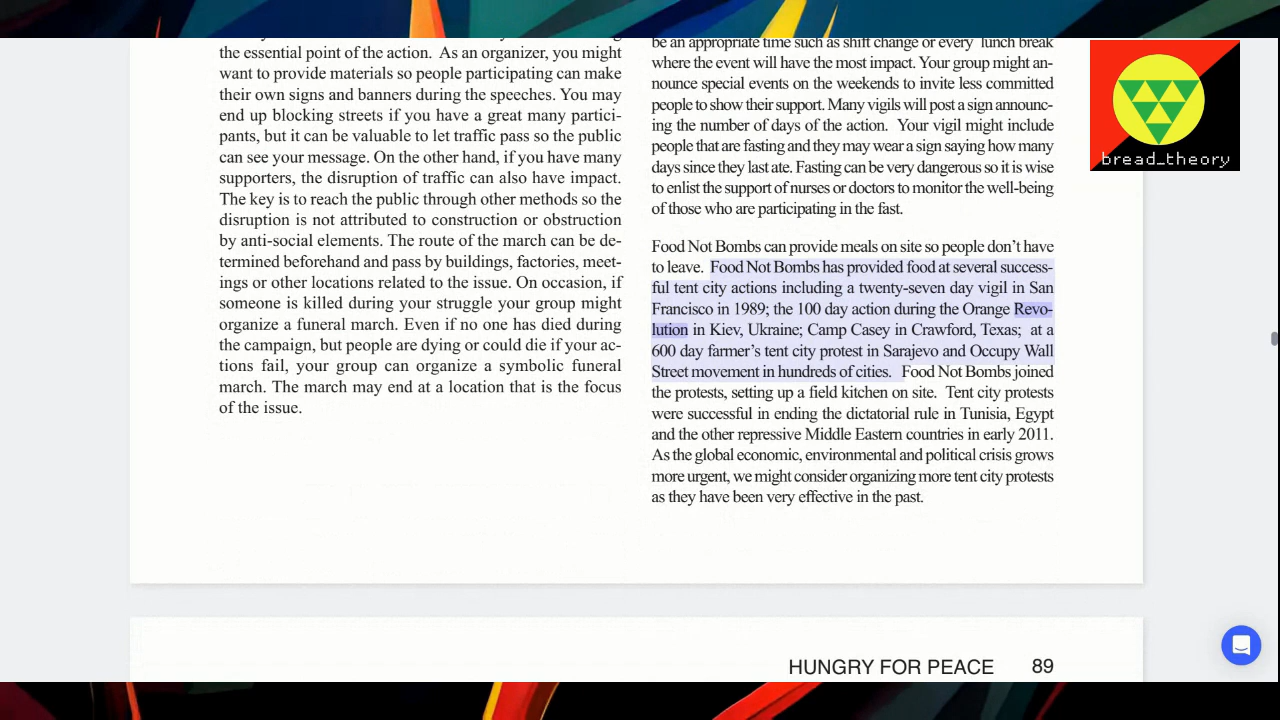 the essential point of the action. As an organizer, you might
want to provide materials so people participating can make
their own signs and banners during the speeches. You may
end up blocking streets if you have a great many partici-
pants, but it can be valuable to let traffic pass so the public
can see your message. On the other hand, if you have many
supporters, the disruption of traffic can also have impact.
The key is to reach the public through other methods so the
disruption is not attributed to construction or obstruction
by anti-social elements. The route of the march can be de-
termined beforehand and pass by buildings, factories, meet-
ings or other locations related to the issue. On occasion, if
someone is killed during your struggle your group might
organize a funeral march. Even if no one has died during
the campaign, but people are dying or could die if your ac-
tions fail, your group can organize a symbolic funeral
march. The march may end at a location that is the focus
of the issue.
be an appropriate time such as shift change or every lunch break
where the event will have the most impact. Your group might an-
nounce special events on the weekends to invite less committed
people to show their support. Many vigils will post a sign announc-
ing the number of days of the action. Your vigil might include
people that are fasting and they may wear a sign saying how many
days since they last ate. Fasting can be very dangerous so it is wise
to enlist the support of nurses or doctors to monitor the well-being
of those who are participating in the fast.
Food Not Bombs can provide meals on site so people don't have
to leave. Food Not Bombs has provided food at several success-
ful tent city actions including a twenty-seven day vigil in San
Francisco in 1989; the 100 day action during the Orange Revo-
lution in Kiev, Ukraine; Camp Casey in Crawford, Texas; at a
600 day farmer's tent city protest in Sarajevo and Occupy Wall
Street movement in hundreds of cities. Food Not Bombs joined
the protests, setting up a field kitchen on site. Tent city protests
were successful in ending the dictatorial rule in Tunisia, Egypt
and the other repressive Middle Eastern countries in early 2011.
As the global economic, environmental and political crisis grows
more urgent, we might consider organizing more tent city protests
as they have been very effective in the past.
HUNGRY FOR PEACE 89
bread_theory